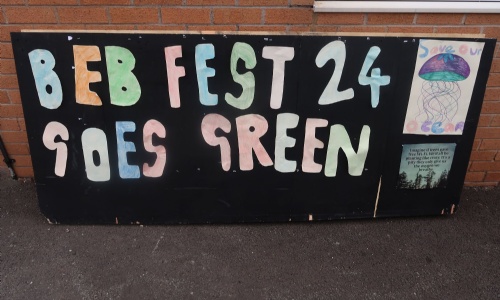 BEB FEST 24
GOES GREEN
Save our
Ocean